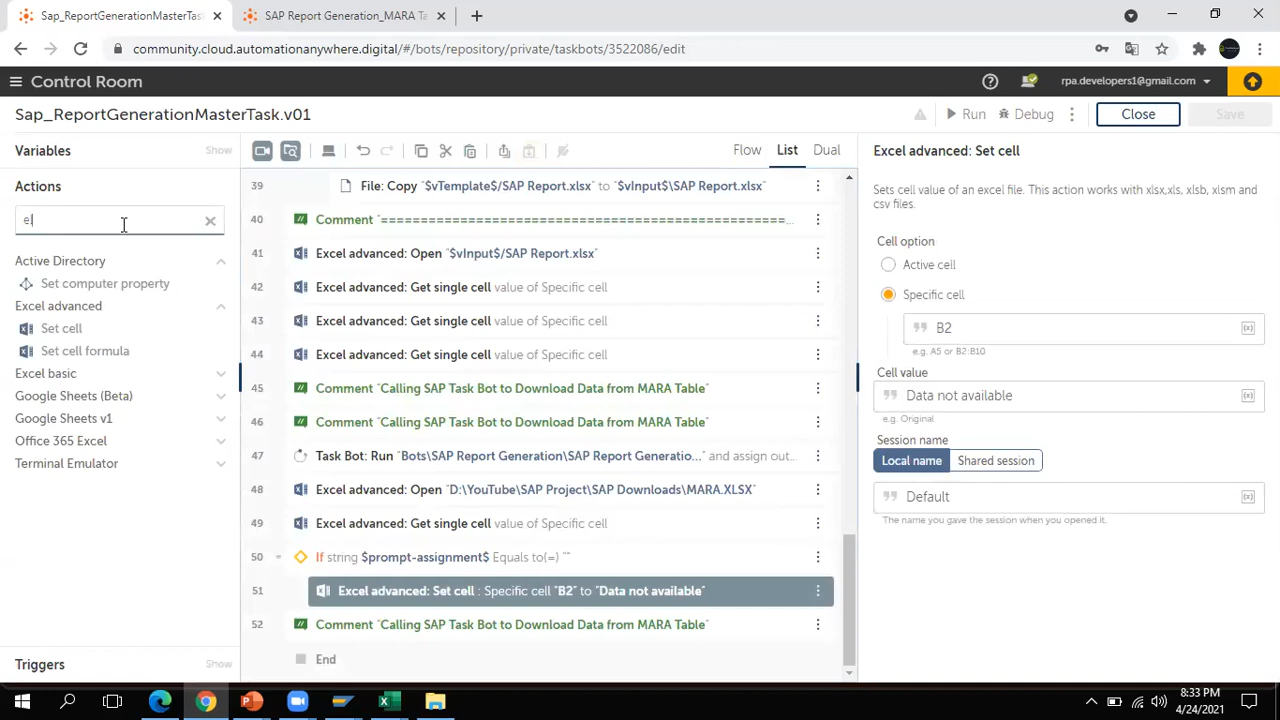 Sap_ReportGenerationMasterTask
SAP Report Generation_MARA Ta
community.cloud.automationanywhere.digital/#/bots/repository/private/taskbots/3522086/edit
Control Room
rpa.developers1@gmail.com
Sap_ReportGenerationMasterTask.v01
Run
Debug
Close
Save
Variables
Show
Flow
List
Dual
Actions
el
Active Directory
Set computer property
Excel advanced
Set cell
Set cell formula
Excel basic
Google Sheets (Beta)
Google Sheets v1
Office 365 Excel
Terminal Emulator
Triggers
Show
39 File: Copy "$vTemplate$/SAP Report.xlsx" to "$vInput$\SAP Report.xlsx"
40 Comment "==================================================...
41 Excel advanced: Open "$vInput$/SAP Report.xlsx"
42 Excel advanced: Get single cell value of Specific cell
43 Excel advanced: Get single cell value of Specific cell
44 Excel advanced: Get single cell value of Specific cell
45 Comment "Calling SAP Task Bot to Download Data from MARA Table"
46 Comment "Calling SAP Task Bot to Download Data from MARA Table"
47 Task Bot: Run "Bots\SAP Report Generation\SAP Report Generatio..." and assign out...
48 Excel advanced: Open "D:\YouTube\SAP Project\SAP Downloads\MARA.XLSX"
49 Excel advanced: Get single cell value of Specific cell
50 If string $prompt-assignment$ Equals to(=) ""
51 Excel advanced: Set cell : Specific cell "B2" to "Data not available"
52 Comment "Calling SAP Task Bot to Download Data from MARA Table"
End
Excel advanced: Set cell
Sets cell value of an excel file. This action works with xlsx,xls, xlsb, xlsm and
csv files.
Cell option
Active cell
Specific cell
B2
e.g. A5 or B2:B10
Cell value
Data not available
e.g. Original
Session name
Local name
Shared session
Default
The name you gave the session when you opened it.
8:33 PM
4/24/2021